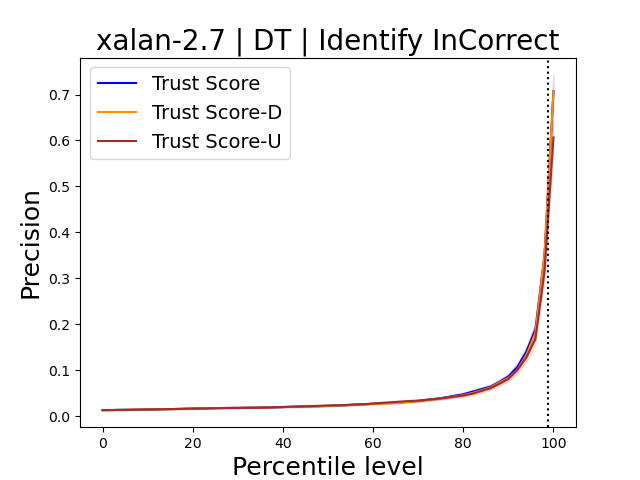 xalan-2.7 | DT | Identify InCorrect
Trust Score
Trust Score-D
Trust Score-U
Precision
0.7
0.6
0.5
0.4
0.3
0.2
0.1
0.0
0 20 40 60 80 100
Percentile level